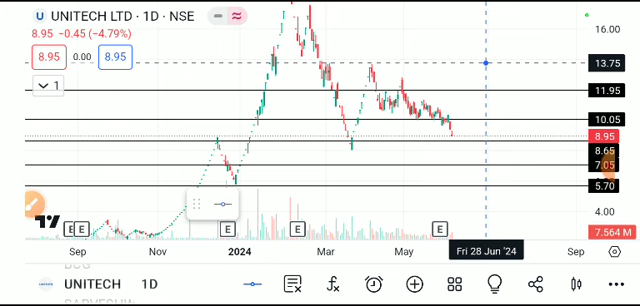 U UNITECH LTD · 1D · NSE
8.95 −0.45 (−4.79%)
8.95 0.00 8.95
1
16.00
13.75
11.95
10.05
8.95
8.65
7.05
5.70
4.00
7.564 M
E E E E E
Sep Nov 2024 Mar May Fri 28 Jun '24 Sep
UNITECH 1D